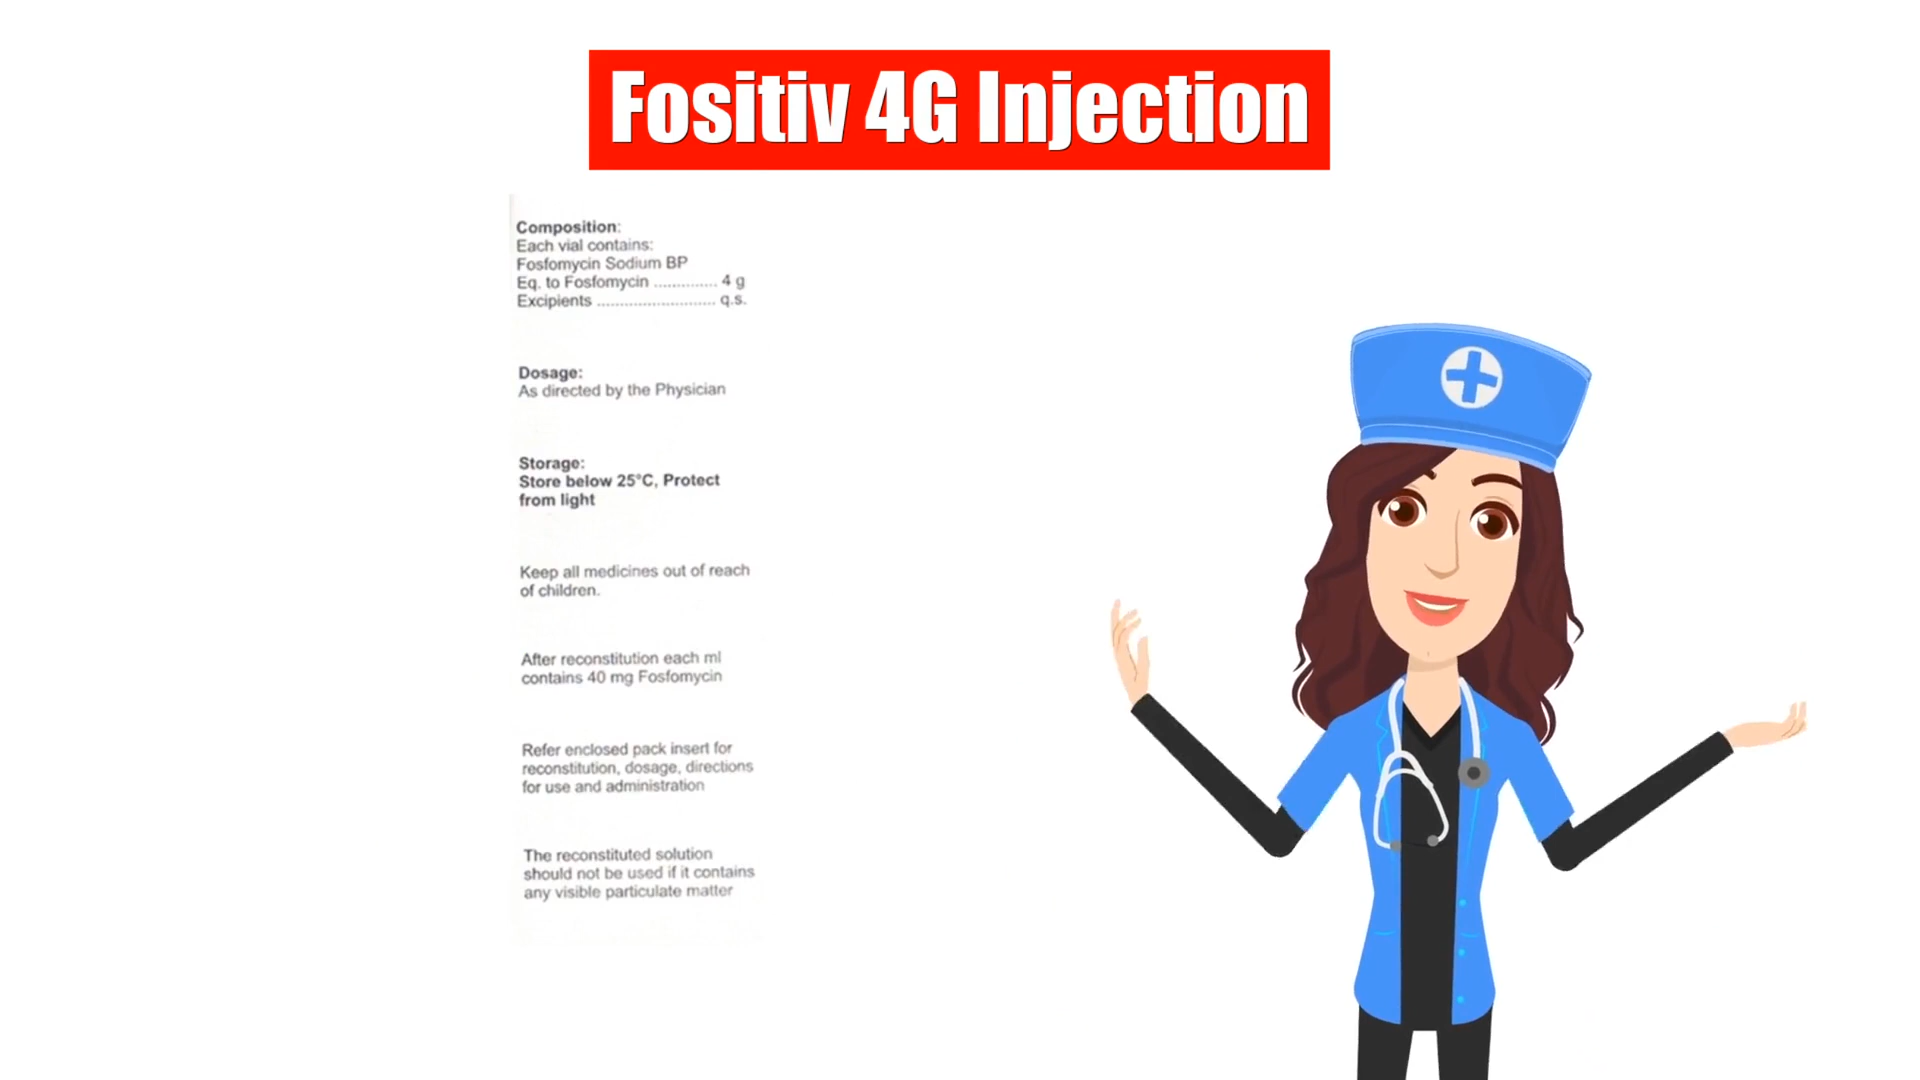 Fositiv 4G Injection
Composition:
Each vial contains:
Fosfomycin Sodium BP
Eq. to Fosfomycin .............. 4 g
Excipients .......................... q.s.
Dosage:
As directed by the Physician
Storage:
Store below 25°C, Protect
from light
Keep all medicines out of reach
of children.
After reconstitution each ml
contains 40 mg Fosfomycin
Refer enclosed pack insert for
reconstitution, dosage, directions
for use and administration
The reconstituted solution
should not be used if it contains
any visible particulate matter